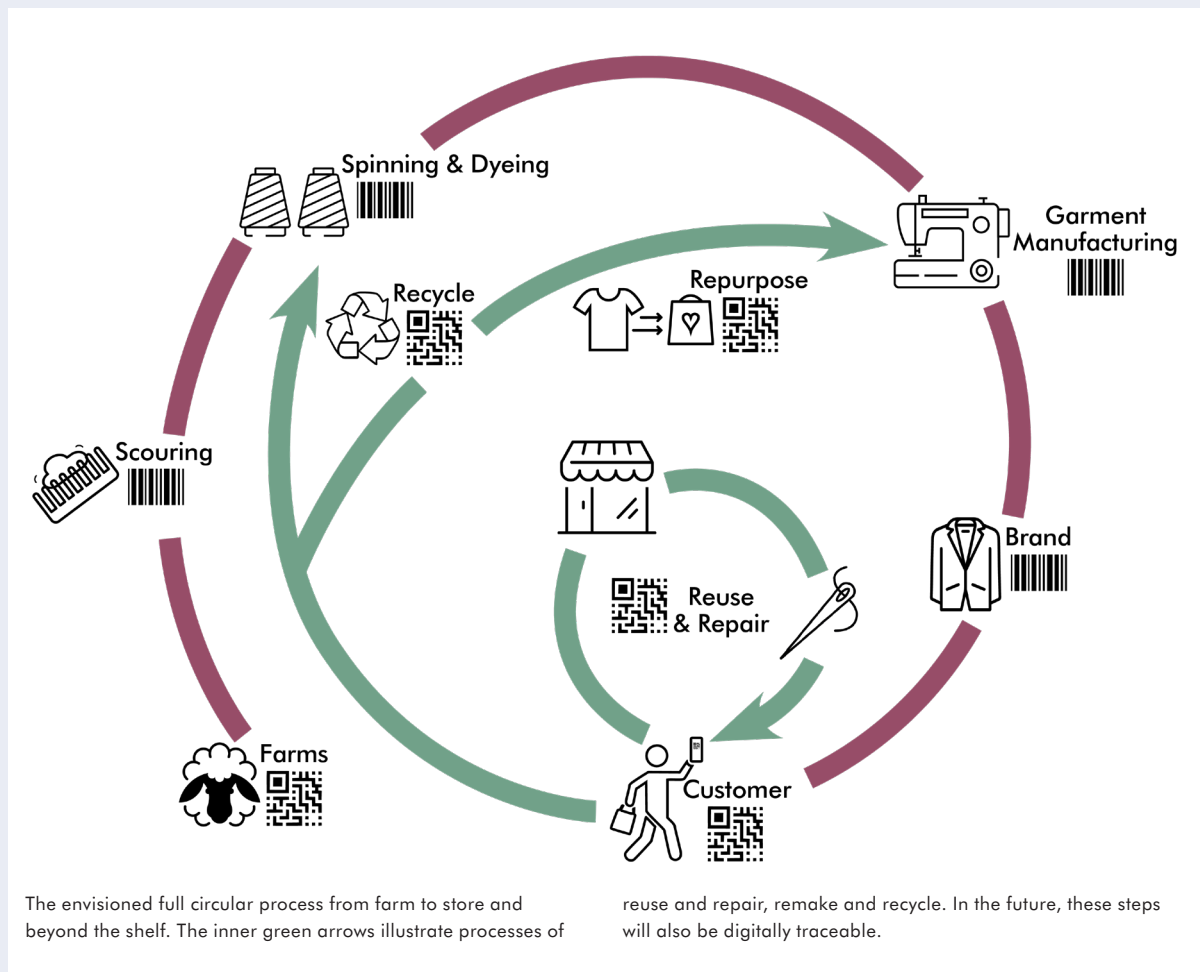 Spinning & Dyeing
Garment
Manufacturing
Recycle
Repurpose
Scouring
Brand
Reuse
& Repair
Farms
Customer
The envisioned full circular process from farm to store and
beyond the shelf. The inner green arrows illustrate processes of
reuse and repair, remake and recycle. In the future, these steps
will also be digitally traceable.